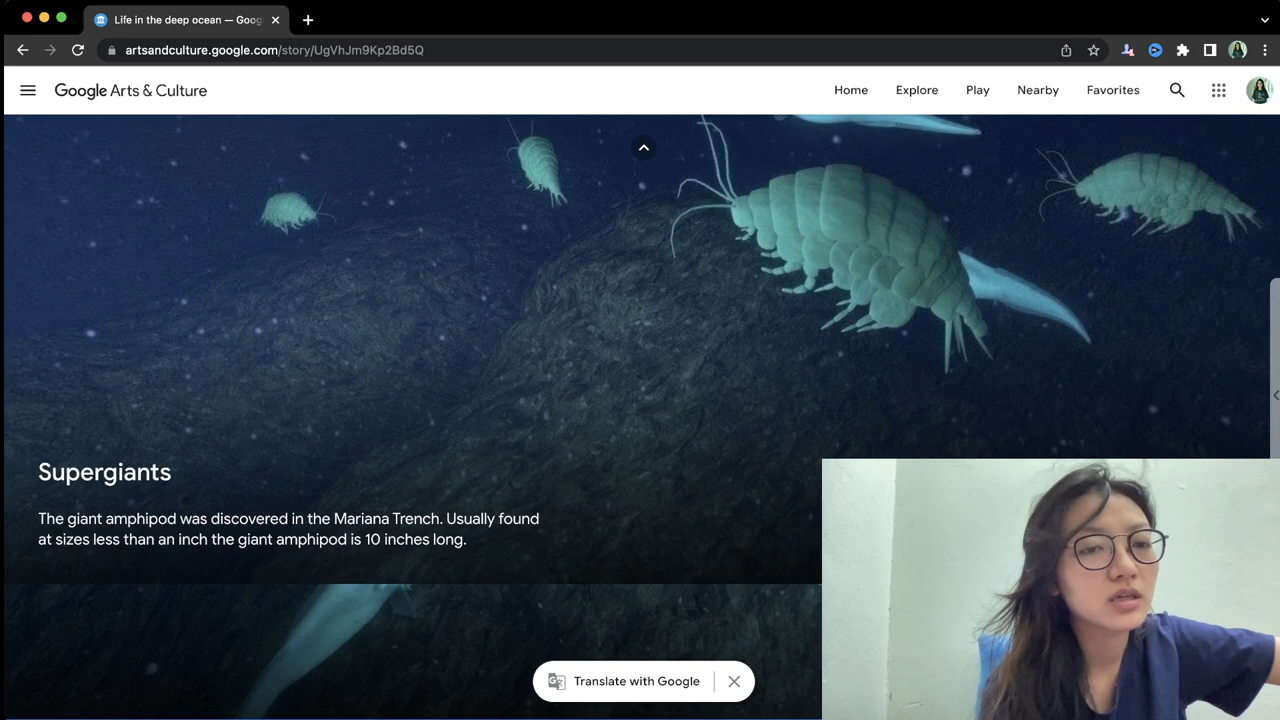 Life in the deep ocean — Goog
artsandculture.google.com/story/UgVhJm9Kp2Bd5Q
Google Arts & Culture
Home
Explore
Play
Nearby
Favorites
Supergiants
The giant amphipod was discovered in the Mariana Trench. Usually found
at sizes less than an inch the giant amphipod is 10 inches long.
Translate with Google